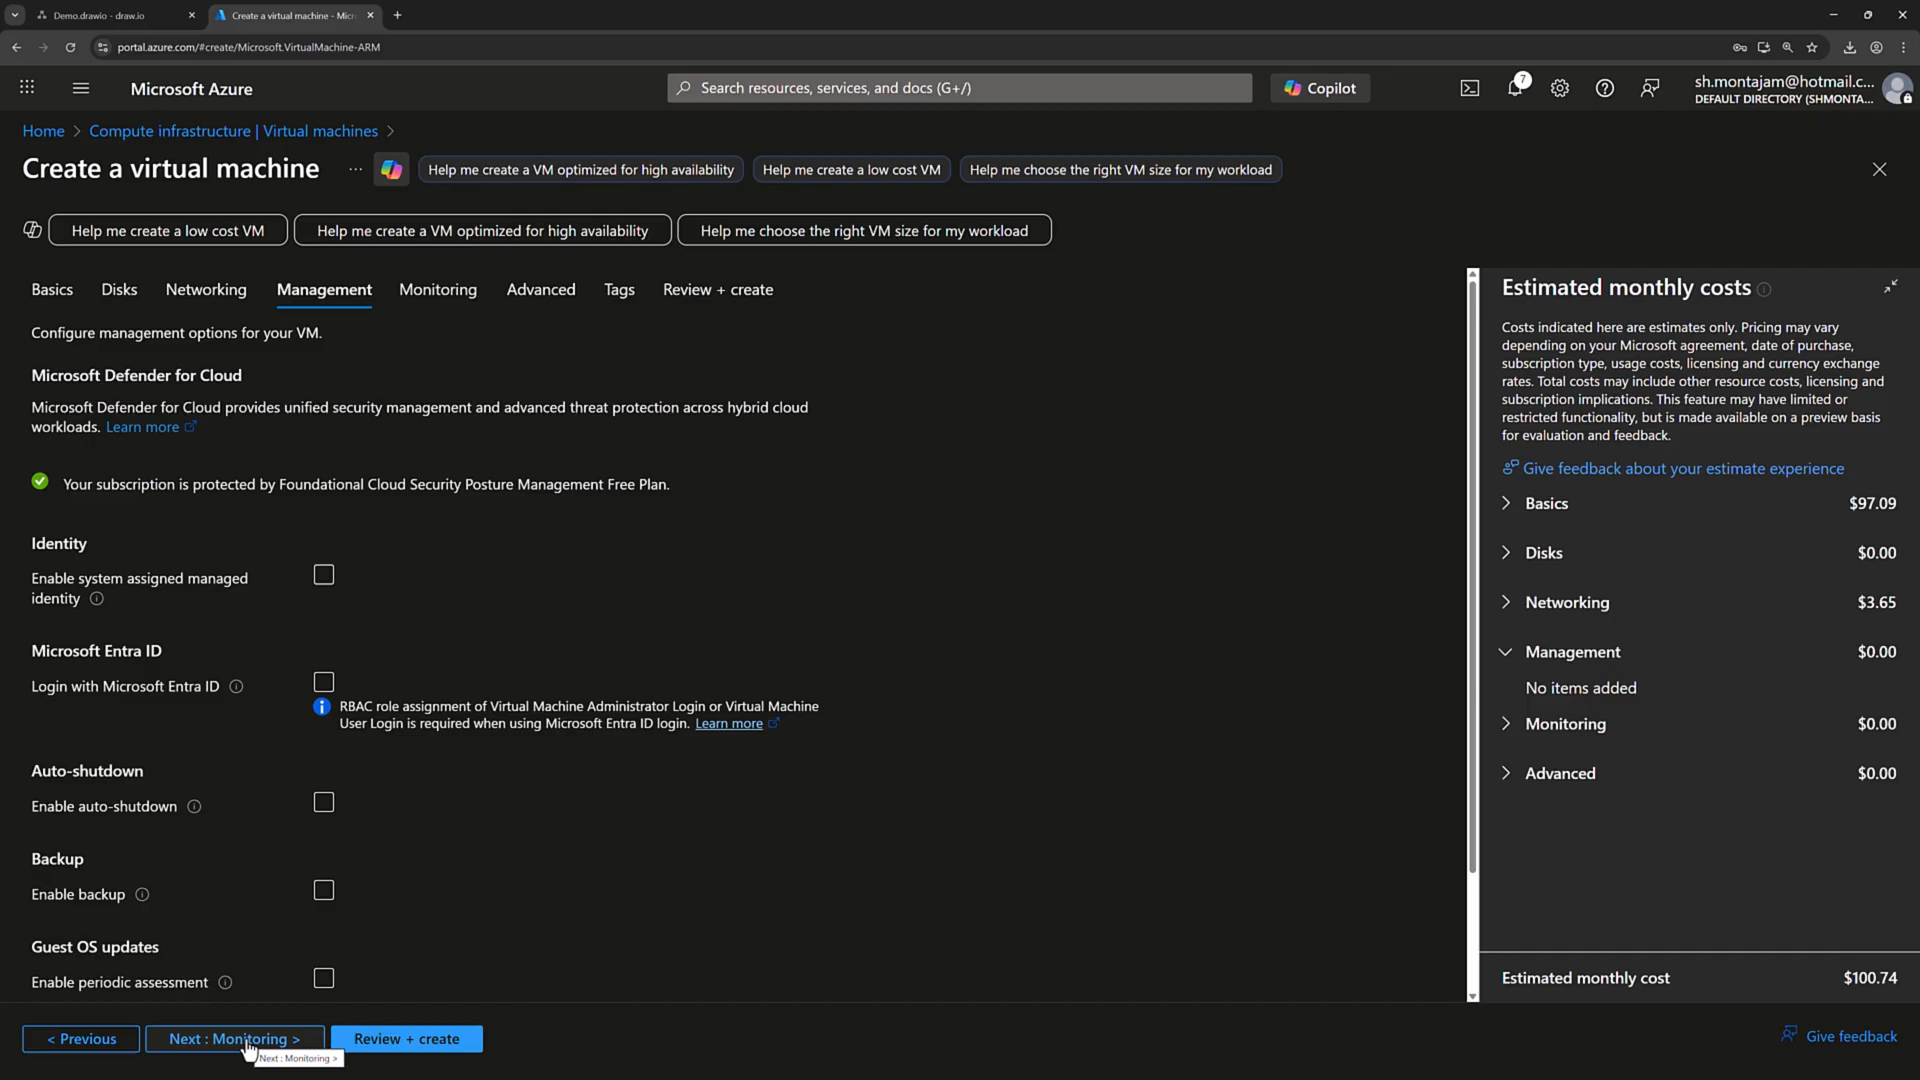 Demo.drawio - draw.io
Create a virtual machine - Micr
portal.azure.com/#create/Microsoft.VirtualMachine-ARM
Microsoft Azure
Search resources, services, and docs (G+/)
Copilot
7
sh.montajam@hotmail.c...
DEFAULT DIRECTORY (SHMONTA...
Home > Compute infrastructure | Virtual machines >
Create a virtual machine ...
Help me create a VM optimized for high availability
Help me create a low cost VM
Help me choose the right VM size for my workload
Help me create a low cost VM
Help me create a VM optimized for high availability
Help me choose the right VM size for my workload
Basics Disks Networking Management Monitoring Advanced Tags Review + create
Configure management options for your VM.
Microsoft Defender for Cloud
Microsoft Defender for Cloud provides unified security management and advanced threat protection across hybrid cloud
workloads. Learn more
Your subscription is protected by Foundational Cloud Security Posture Management Free Plan.
Identity
Enable system assigned managed
identity
Microsoft Entra ID
Login with Microsoft Entra ID
RBAC role assignment of Virtual Machine Administrator Login or Virtual Machine
User Login is required when using Microsoft Entra ID login. Learn more
Auto-shutdown
Enable auto-shutdown
Backup
Enable backup
Guest OS updates
Enable periodic assessment
Estimated monthly costs
Costs indicated here are estimates only. Pricing may vary
depending on your Microsoft agreement, date of purchase,
subscription type, usage costs, licensing and currency exchange
rates. Total costs may include other resource costs, licensing and
subscription implications. This feature may have limited or
restricted functionality, but is made available on a preview basis
for evaluation and feedback.
Give feedback about your estimate experience
Basics $97.09
Disks $0.00
Networking $3.65
Management $0.00
No items added
Monitoring $0.00
Advanced $0.00
Estimated monthly cost $100.74
< Previous
Next : Monitoring >
Review + create
Next : Monitoring >
Give feedback